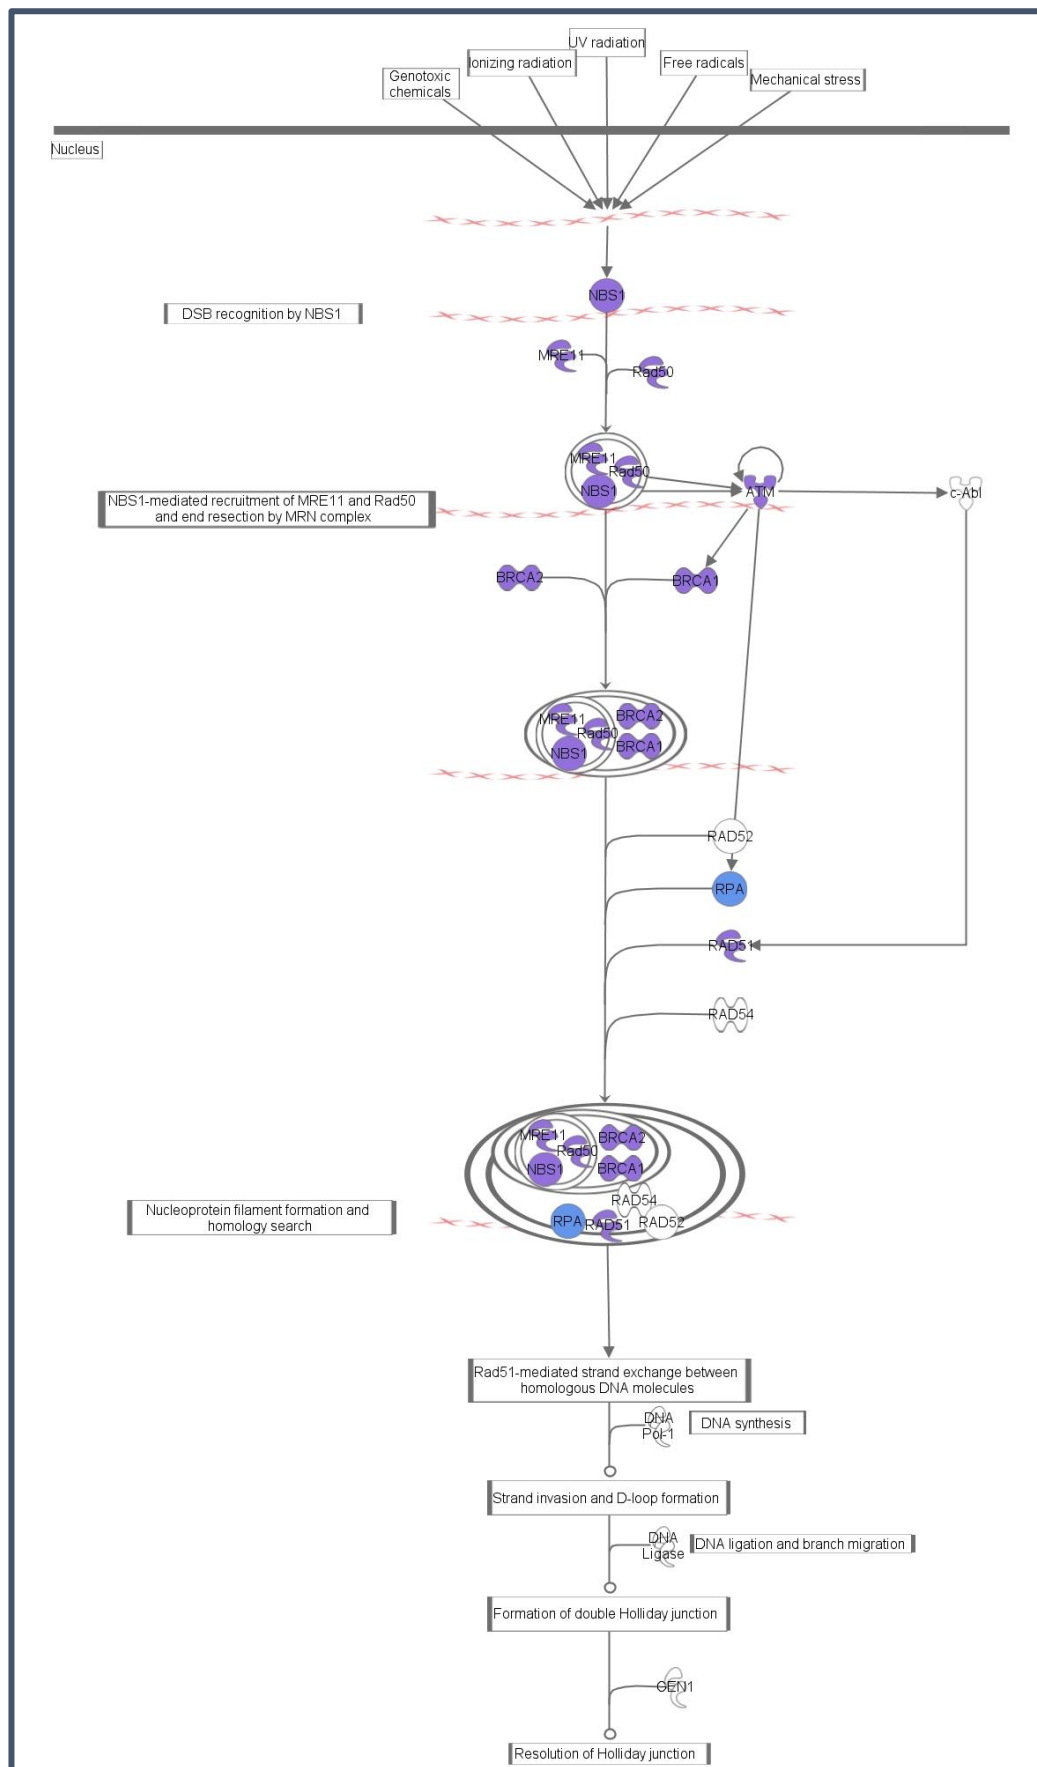 UV radiation
Ionizing radiation
Free radicals
Genotoxic
chemicals
Mechanical stress
Nucleus
NBS1
DSB recognition by NBS1
MRE11
Rad50
MRE11
Rad50
NBS1
ATM
c-Abl
NBS1-mediated recruitment of MRE11 and Rad50
and end resection by MRN complex
BRCA2
BRCA1
MRE11
BRCA2
Rad50
BRCA1
NBS1
RAD52
RPA
RAD51
RAD54
MRE11
BRCA2
Rad50
NBS1
BRCA1
RAD54
Nucleoprotein filament formation and
homology search
RPA
RAD51
RAD52
Rad51-mediated strand exchange between
homologous DNA molecules
DNA
Pol-1
DNA synthesis
Strand invasion and D-loop formation
DNA
Ligase
DNA ligation and branch migration
Formation of double Holliday junction
GEN1
Resolution of Holliday junction